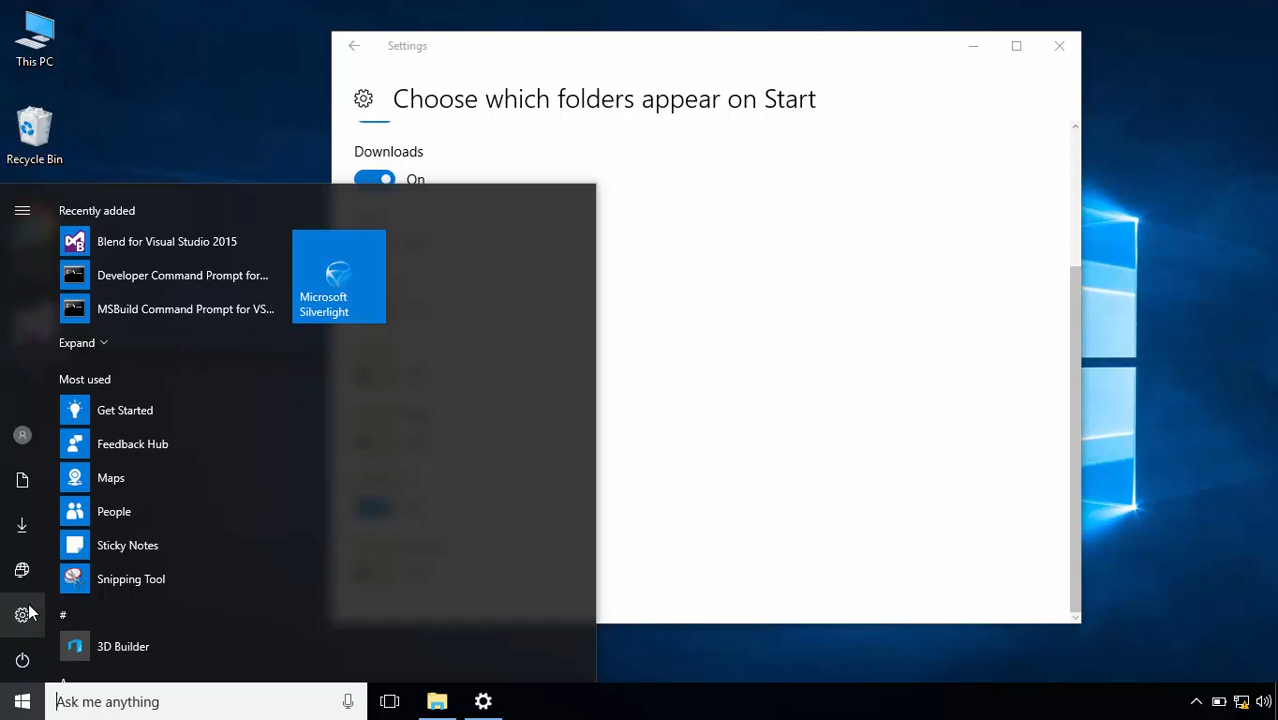 This PC
Recycle Bin
Settings
Choose which folders appear on Start
Downloads
On
Recently added
Blend for Visual Studio 2015
Developer Command Prompt for...
MSBuild Command Prompt for VS...
Expand
Microsoft
Silverlight
Most used
Get Started
Feedback Hub
Maps
People
Sticky Notes
Snipping Tool
#
3D Builder
Ask me anything